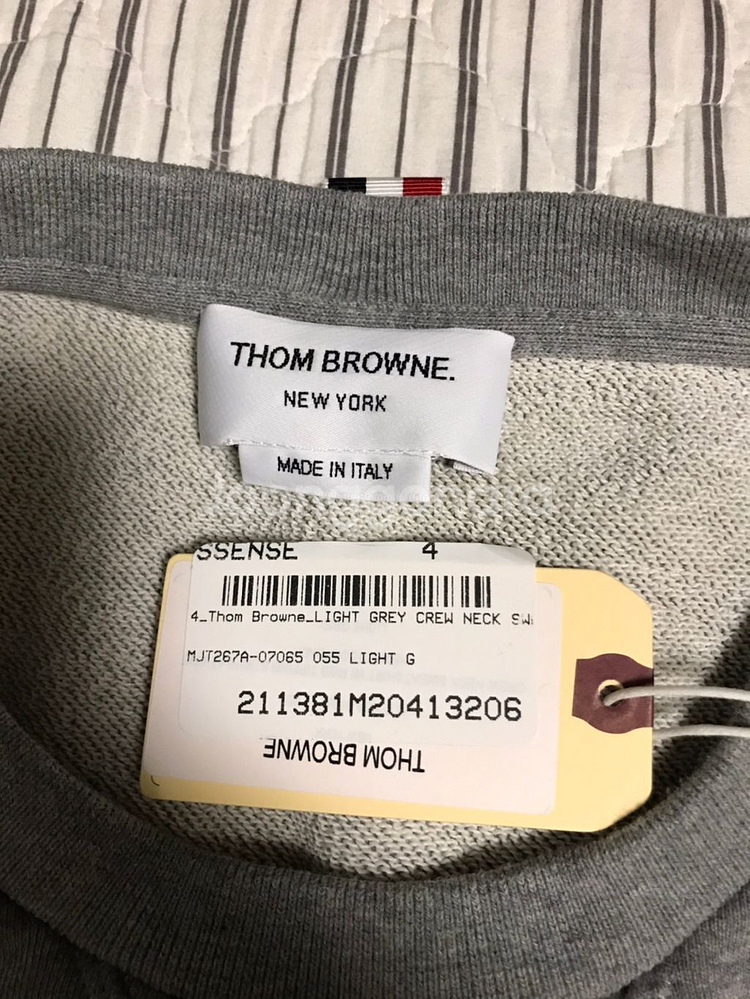 THOM BROWNE.
NEW YORK
MADE IN ITALY
SSENSE 4
4_Thom Browne_LIGHT GREY CREW NECK SW
MJT267A-07065 055 LIGHT G
211381M20413206
THOM BROWNE